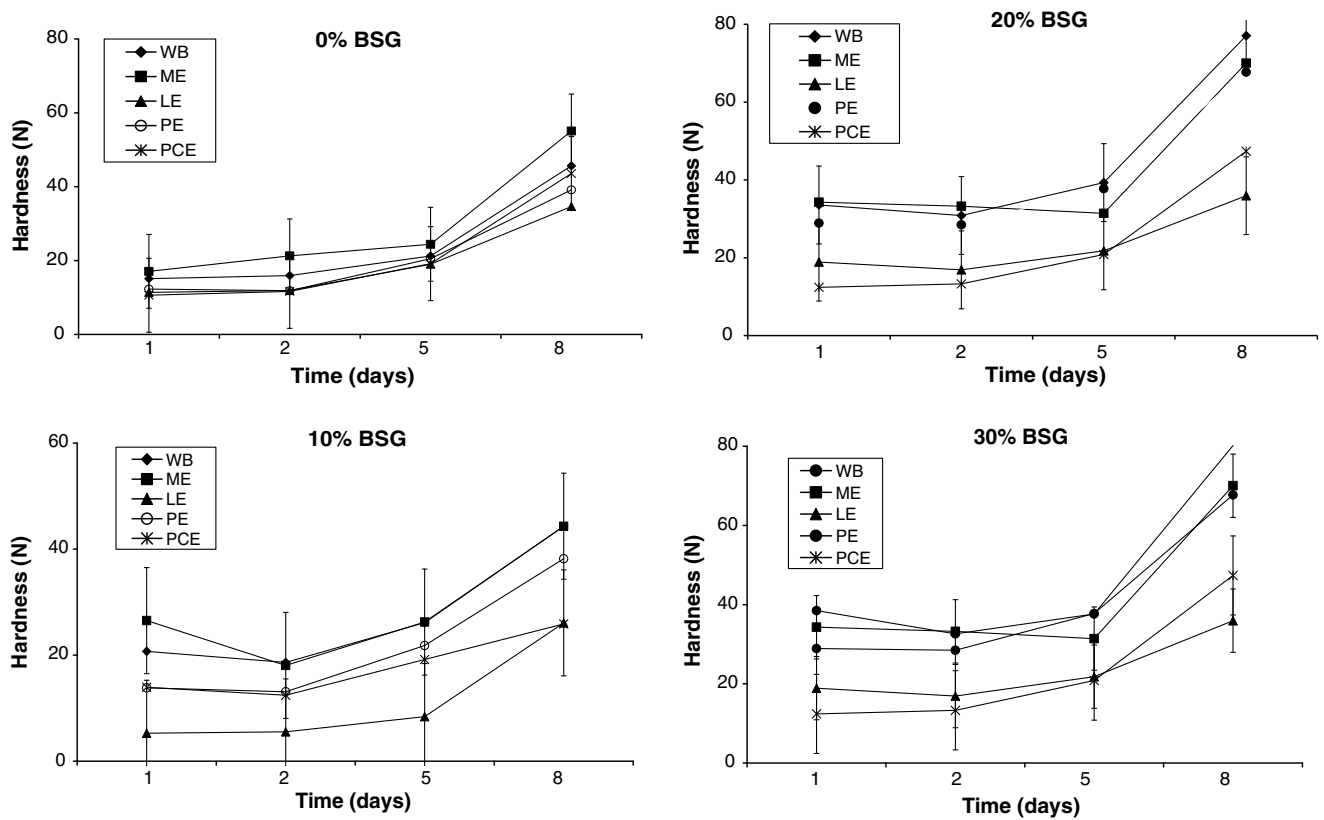 0% BSG
WB
ME
LE
PE
PCE
80
60
40
20
0
Hardness (N)
1 2 5 8
Time (days)
20% BSG
WB
ME
LE
PE
PCE
80
60
40
20
0
Hardness (N)
1 2 5 8
Time (days)
10% BSG
WB
ME
LE
PE
PCE
60
40
20
0
Hardness (N)
1 2 5 8
Time (days)
30% BSG
WB
ME
LE
PE
PCE
80
60
40
20
0
Hardness (N)
1 2 5 8
Time (days)